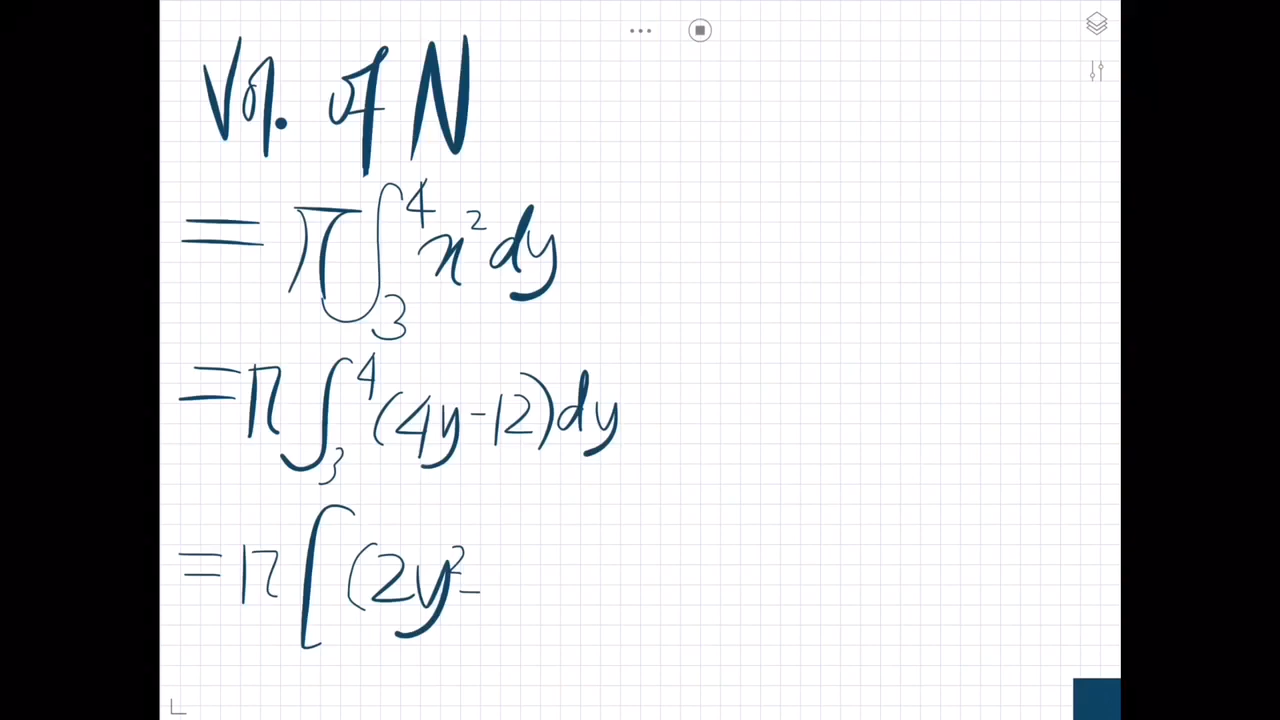 Vol. of N
= π∫₃⁴ x² dy
= π∫₃⁴ (4y-12) dy
= π[(2y² -